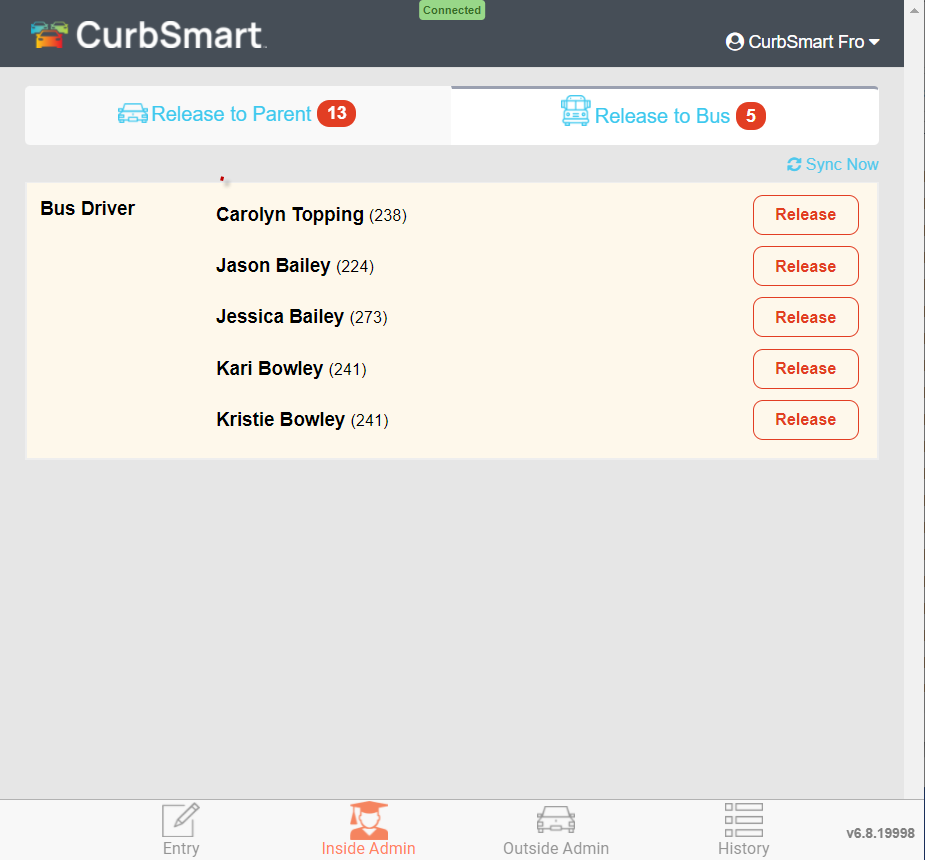 Connected
CurbSmart
CurbSmart Fro
Release to Parent 13
Release to Bus 5
Sync Now
Bus Driver
Carolyn Topping (238) Release
Jason Bailey (224) Release
Jessica Bailey (273) Release
Kari Bowley (241) Release
Kristie Bowley (241) Release
Entry
Inside Admin
Outside Admin
History
v6.8.19998